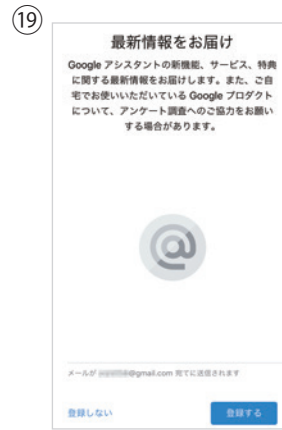 ⑲
最新情報をお届け
Google アシスタントの新機能、サービス、特典
に関する最新情報をお届けします。また、ご自
宅でお使いいただいている Google プロダクト
について、アンケート調査へのご協力をお願い
する場合があります。
@
メールが @gmail.com 宛てに送信されます
登録しない
登録する